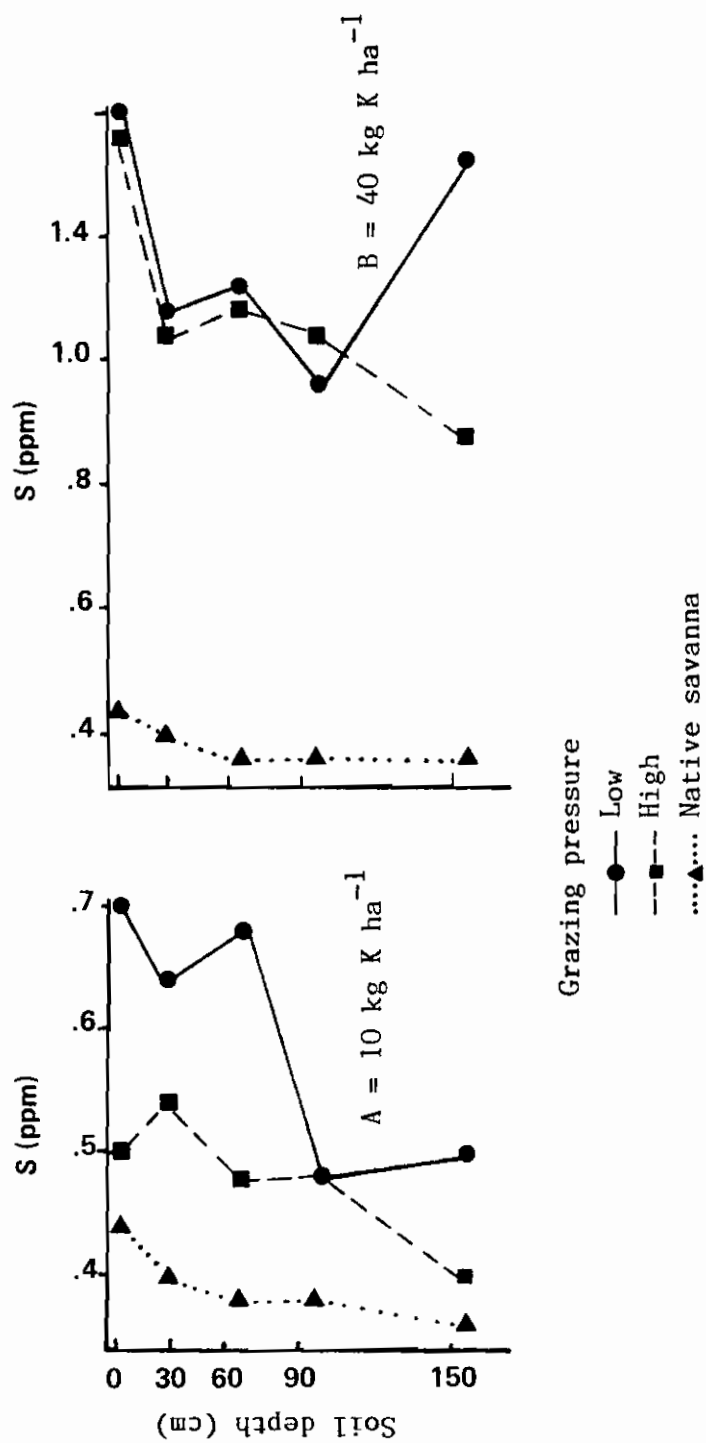 S (ppm)
.4
.5
.6
.7
0
30
60
90
150
Soil depth (cm)
A = 10 kg K ha⁻¹
S (ppm)
.4
.6
.8
1.0
1.4
B = 40 kg K ha⁻¹
Grazing pressure
Low
High
Native savanna